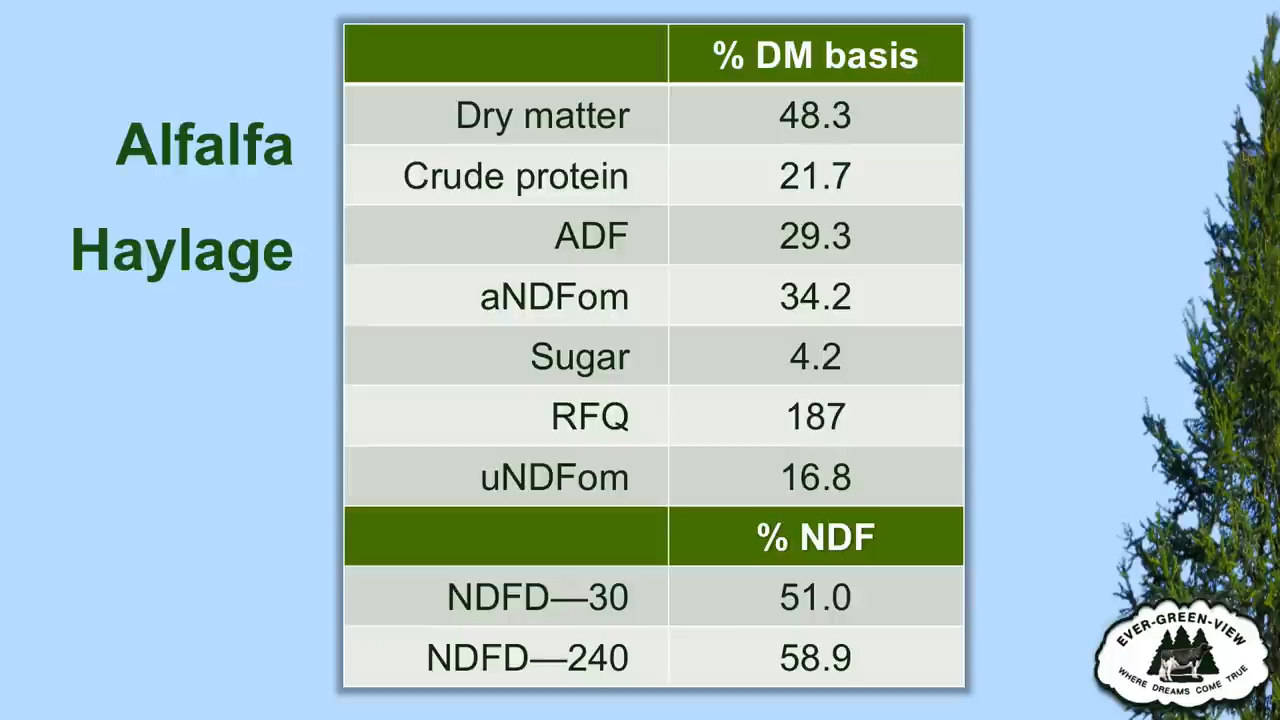 Alfalfa
Haylage
% DM basis
Dry matter 48.3
Crude protein 21.7
ADF 29.3
aNDFom 34.2
Sugar 4.2
RFQ 187
uNDFom 16.8
% NDF
NDFD—30 51.0
NDFD—240 58.9
EVER-GREEN-VIEW
WHERE DREAMS COME TRUE